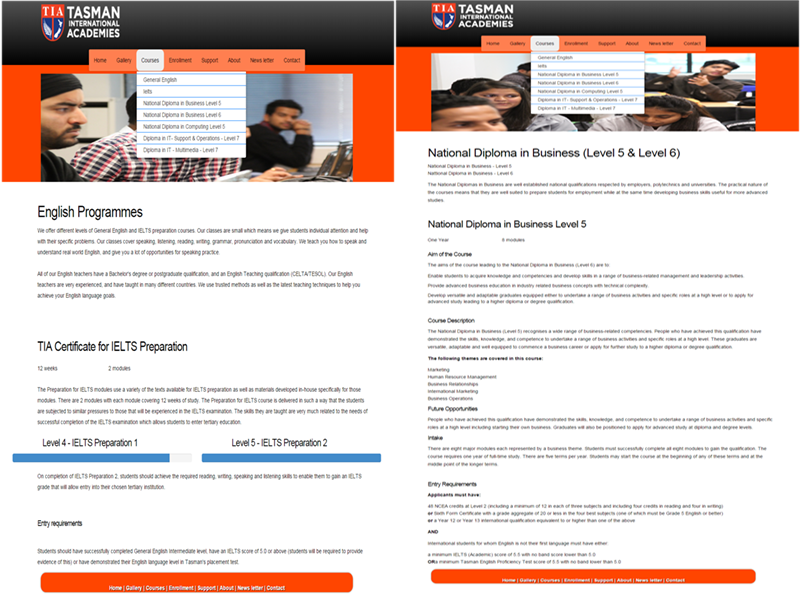 TIA TASMAN
INTERNATIONAL
ACADEMIES
Home Gallery Courses Enrollment Support About News letter Contact
General English
Ielts
National Diploma in Business Level 5
National Diploma in Business Level 6
National Diploma in Computing Level 5
Diploma in IT- Support & Operations - Level 7
Diploma in IT - Multimedia - Level 7
English Programmes
We offer different levels of General English and IELTS preparation courses. Our classes are small which means we give students individual attention and help
with their specific problems. Our classes cover speaking, listening, reading, writing, grammar, pronunciation and vocabulary. We teach you how to speak and
understand real world English, and give you a lot of opportunities for speaking practice.
All of our English teachers have a Bachelor's degree or postgraduate qualification, and an English Teaching qualification (CELTA/TESOL). Our English
teachers are very experienced, and have taught in many different countries. We use trusted methods as well as the latest teaching techniques to help you
achieve your English language goals.
TIA Certificate for IELTS Preparation
12 weeks 2 modules
The Preparation for IELTS modules use a variety of the texts available for IELTS preparation as well as materials developed in-house specifically for those
modules. There are 2 modules with each module covering 12 weeks of study. The Preparation for IELTS course is delivered in such a way that the students
are subjected to similar pressures to those that will be experienced in the IELTS examination. The skills they are taught are very much related to the needs of
successful completion of the IELTS examination which allows students to enter tertiary education.
Level 4 - IELTS Preparation 1 Level 5 - IELTS Preparation 2
On completion of IELTS Preparation 2, students should achieve the required reading, writing, speaking and listening skills to enable them to gain an IELTS
grade that will allow entry into their chosen tertiary institution.
Entry requirements
Students should have successfully completed General English Intermediate level, have an IELTS score of 5.0 or above (students will be required to provide
evidence of this) or have demonstrated their English language level in Tasman's placement test.
Home | Gallery | Courses | Enrollment | Support | About | News letter | Contact
TIA TASMAN
INTERNATIONAL
ACADEMIES
Home Gallery Courses Enrollment Support About News letter Contact
General English
Ielts
National Diploma in Business Level 5
National Diploma in Business Level 6
National Diploma in Computing Level 5
Diploma in IT- Support & Operations - Level 7
Diploma in IT - Multimedia - Level 7
National Diploma in Business (Level 5 & Level 6)
National Diploma in Business - Level 5
National Diploma in Business - Level 6
The National Diplomas in Business are well established national qualifications respected by employers, polytechnics and universities. The practical nature of
the courses means that they are well suited to prepare students for employment while at the same time developing skills useful for more advanced
studies.
National Diploma in Business Level 5
One Year 8 modules
Aim of the Course
The aims of the course leading to the National Diploma in Business (Level 6) are to:
Enable students to acquire knowledge and competencies and develop skills in a range of business-related management and leadership activities.
Provide advanced business education in industry related business concepts with technical complexity.
Develop versatile and adaptable graduates equipped either to undertake a range of business activities and specific roles at a high level or to apply for
advanced study leading to a higher diploma or degree qualification.
Course Description
The National Diploma in Business (Level 5) recognises a wide range of business-related competencies. People who have achieved this qualification have
demonstrated the skills, knowledge, and competence to undertake a range of business activities and specific roles at a high level. These graduates are
versatile, adaptable and well equipped to commence a business career or apply for further study to a higher diploma or degree qualification.
The following themes are covered in this course:
Marketing
Human Resource Management
Business Relationships
International Marketing
Business Operations
Future Opportunities
People who have achieved this qualification have demonstrated the skills, knowledge, and competence to undertake a range of business activities and specific
roles at a high level including starting their own business. Graduates will also be positioned to apply for advanced study at diploma and degree levels.
Intake
There are eight major modules each represented by a business theme. Students must successfully complete all eight modules to gain the qualification. The
course requires one year of full-time study. There are five terms per year. Students may start the course at the beginning of any of these terms and at the
middle point of the longer terms.
Entry Requirements
Applicants must have:
46 NCEA credits at Level 2 (including a minimum of 12 in each of three subjects and including four credits in reading and four in writing)
or Sixth Form Certificate with a grade aggregate of 20 or less in the four best subjects (one of which must be Grade 5 English or better)
or a Year 12 or Year 13 international qualification equivalent to or higher than one of the above
AND
International students for whom English is not their first language must have either:
a minimum IELTS (Academic) score of 5.5 with no band score lower than 5.0
ORa minimum Tasman English Proficiency Test score of 5.5 with no band lower than 5.0
Home | Gallery | Courses | Enrollment | Support | About | News letter | Contact